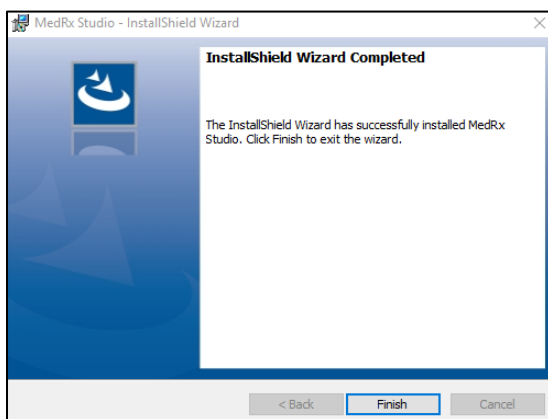 MedRx Studio - InstallShield Wizard
InstallShield Wizard Completed
The InstallShield Wizard has successfully installed MedRx
Studio. Click Finish to exit the wizard.
< Back
Finish
Cancel